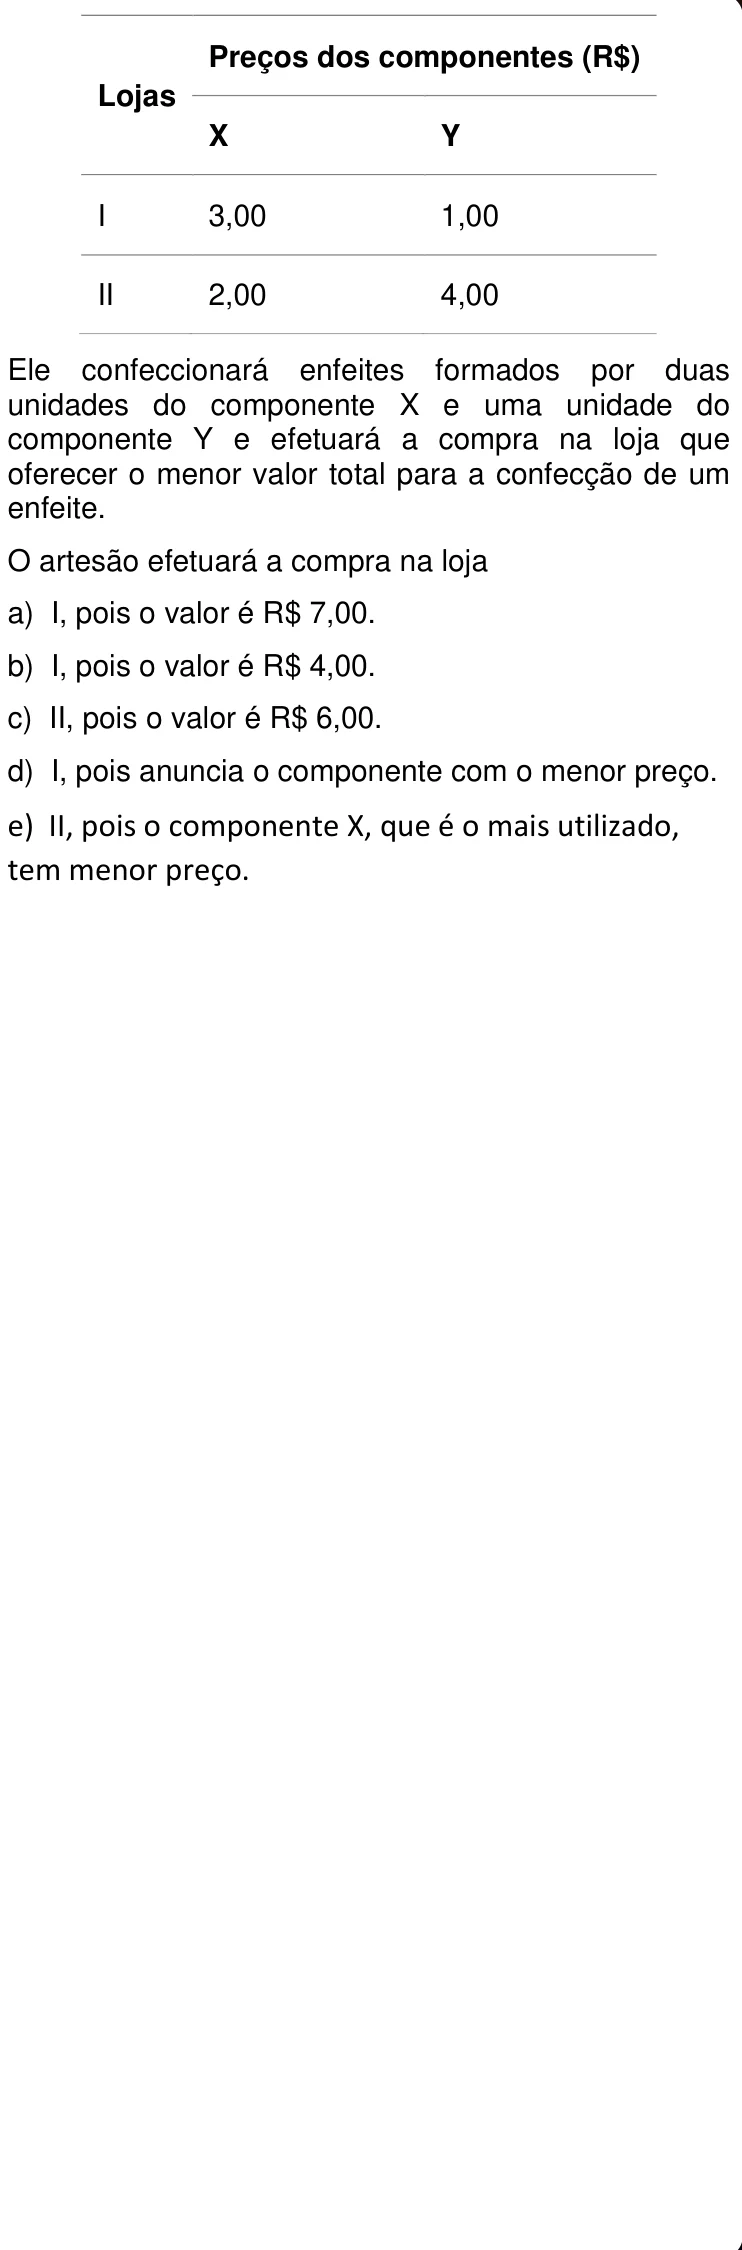 Preços dos componentes (R$)
Lojas
X Y
I 3,00 1,00
II 2,00 4,00
Ele confeccionará enfeites formados por duas
unidades do componente X e uma unidade do
componente Y e efetuará a compra na loja que
oferecer o menor valor total para a confecção de um
enfeite.
O artesão efetuará a compra na loja
a) I, pois o valor é R$ 7,00.
b) I, pois o valor é R$ 4,00.
c) II, pois o valor é R$ 6,00.
d) I, pois anuncia o componente com o menor preço.
e) II, pois o componente X, que é o mais utilizado,
tem menor preço.